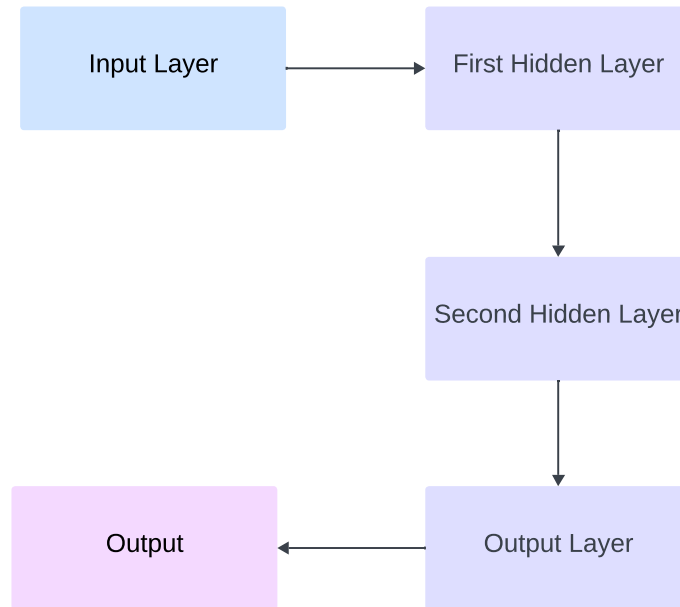 Input Layer
First Hidden Layer
Second Hidden Layer
Output Layer
Output